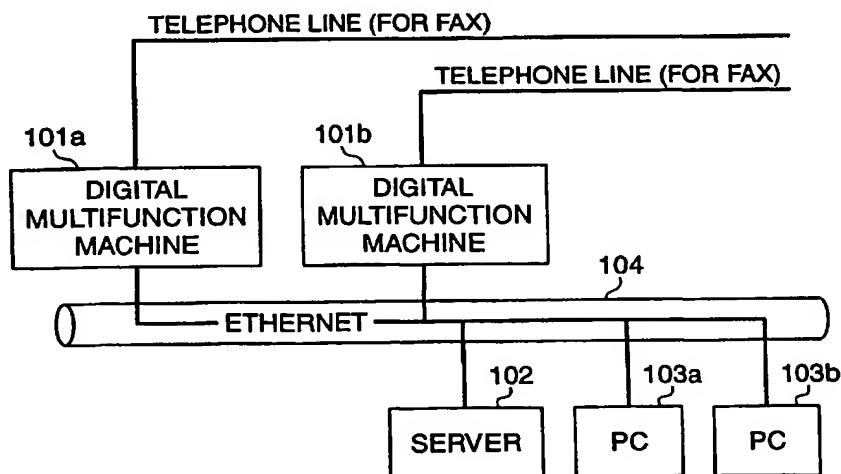 TELEPHONE LINE (FOR FAX)
TELEPHONE LINE (FOR FAX)
101a
101b
DIGITAL
MULTIFUNCTION
MACHINE
DIGITAL
MULTIFUNCTION
MACHINE
104
ETHERNET
102
103a
103b
SERVER
PC
PC